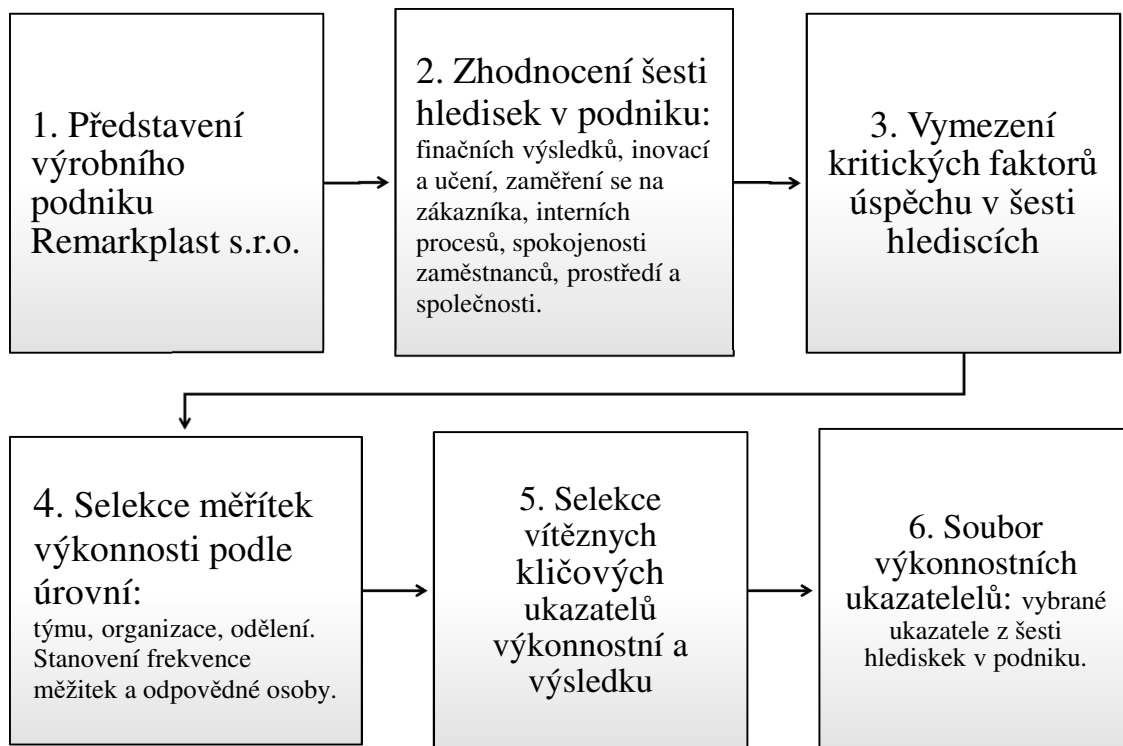 1. Představení
výrobního
podniku
Remarkplast s.r.o.
2. Zhodnocení šesti
hledisek v podniku:
finačních výsledků, inovací
a učení, zaměření se na
zákazníka, interních
procesů, spokojenosti
zaměstnanců, prostředí a
společnosti.
3. Vymezení
kritických faktorů
úspěchu v šesti
hlediscích
4. Selekce měřítek
výkonnosti podle
úrovní:
týmu, organizace, odělení.
Stanovení frekvence
měžitek a odpovědné osoby.
5. Selekce
vítěznych
kličových
ukazatelů
výkonnostní a
výsledku
6. Soubor
výkonnostních
ukazatelelů: vybrané
ukazatele z šesti
hlediskek v podniku.